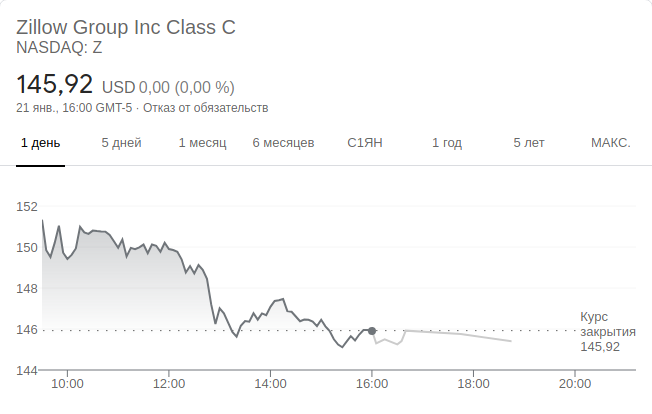 Zillow Group Inc Class C
NASDAQ: Z
145,92 USD 0,00 (0,00 %)
21 янв., 16:00 GMT-5 · Отказ от обязательств
1 день 5 дней 1 месяц 6 месяцев С1ЯН 1 год 5 лет МАКС.
152
150
148
146
144
Курс
закрытия
145,92
10:00 12:00 14:00 16:00 18:00 20:00